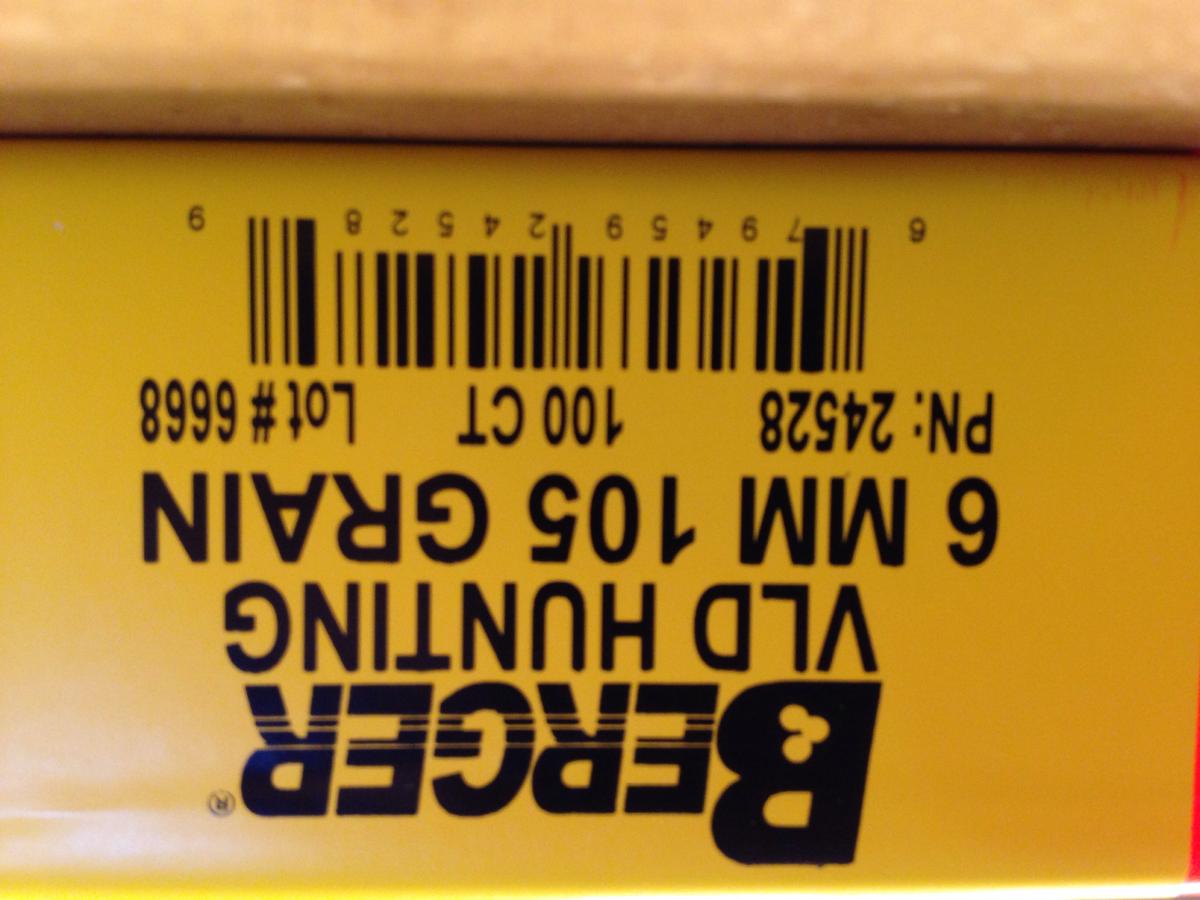 BERGER®
VLD HUNTING
6 MM 105 GRAIN
PN: 24528 100 CT Lot # 6668
6 79459 24528 9